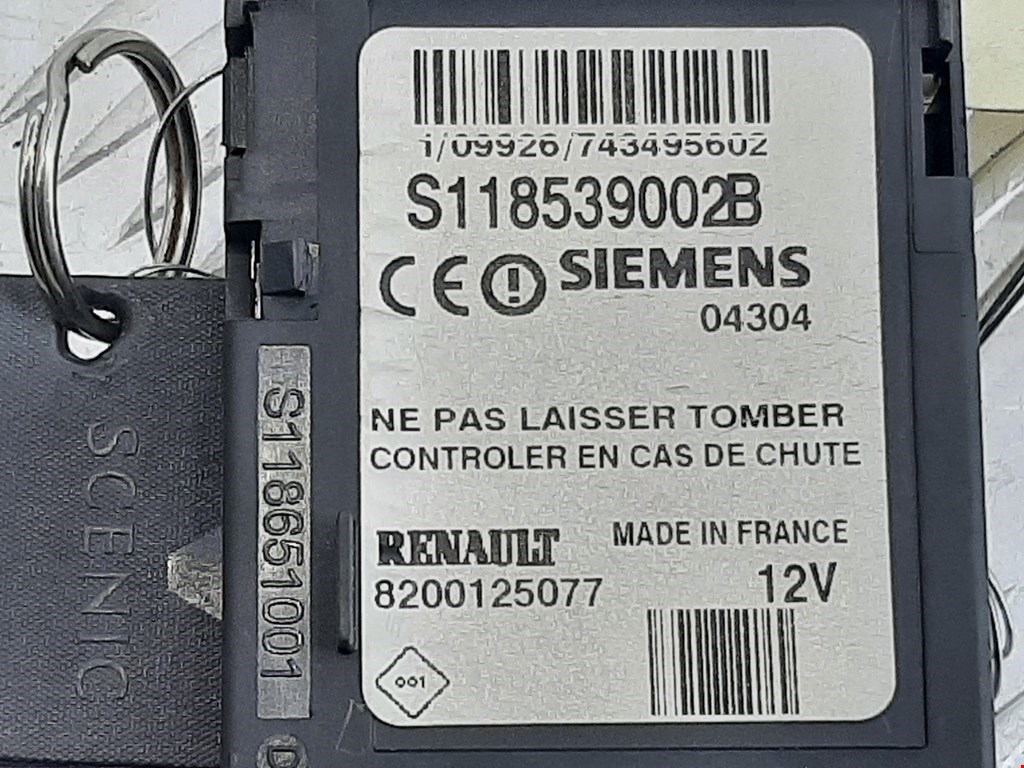 1/09926/743495602
S118539002B
CE
SIEMENS
04304
NE PAS LAISSER TOMBER
CONTROLER EN CAS DE CHUTE
RENAULT
MADE IN FRANCE
8200125077
12V
001
S118651001
SCENIC